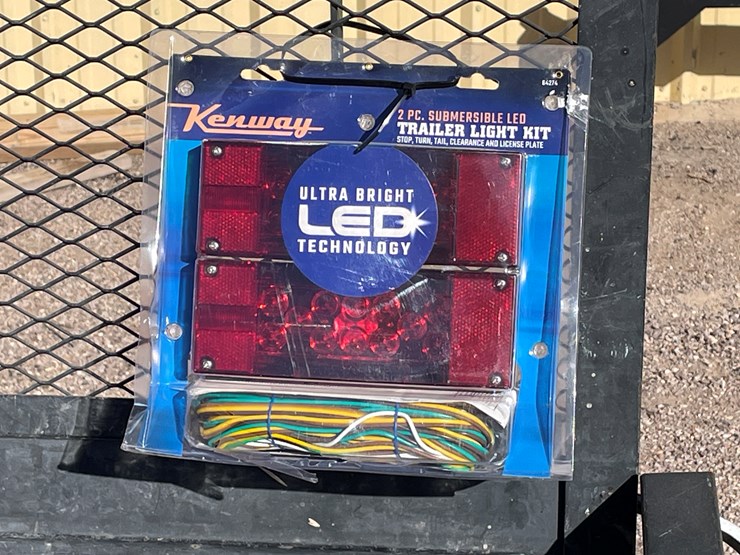 64274
Kenway
2 PC. SUBMERSIBLE LED
TRAILER LIGHT KIT
STOP, TURN, TAIL, CLEARANCE AND LICENSE PLATE
ULTRA BRIGHT
LED
TECHNOLOGY